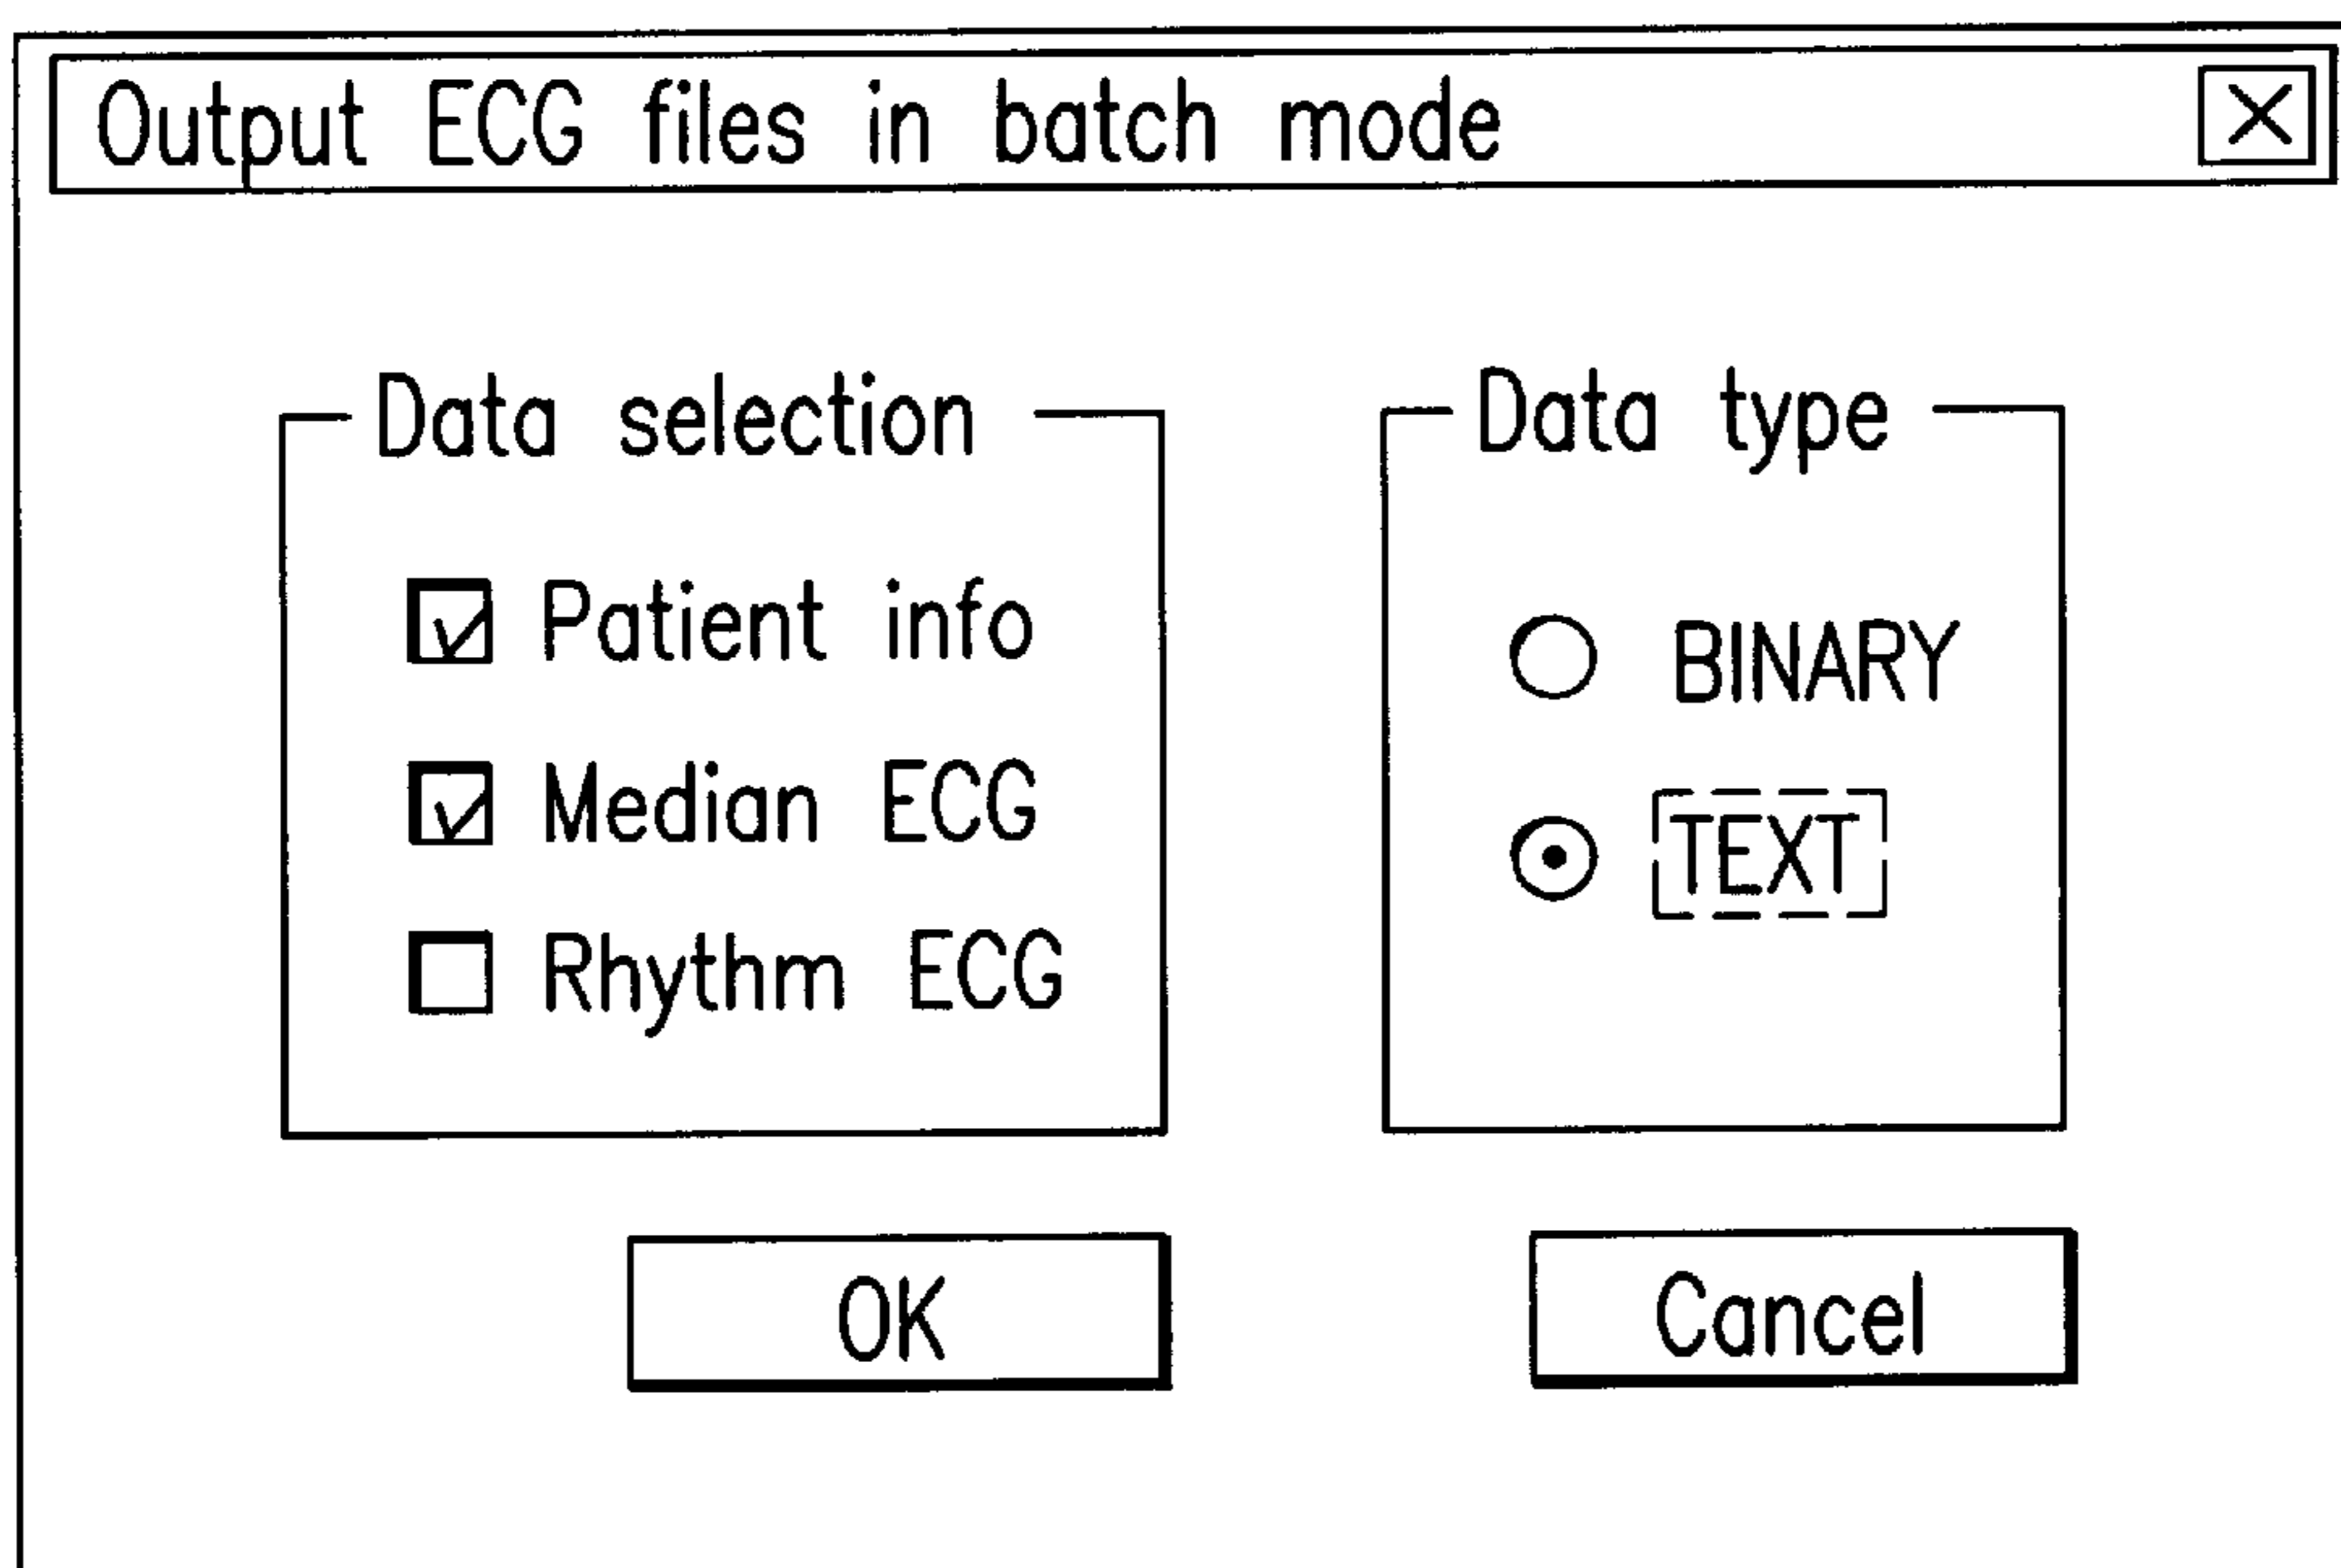 Output ECG files in batch mode
Data selection
Patient info
Median ECG
Rhythm ECG
Data type
BINARY
TEXT
OK
Cancel